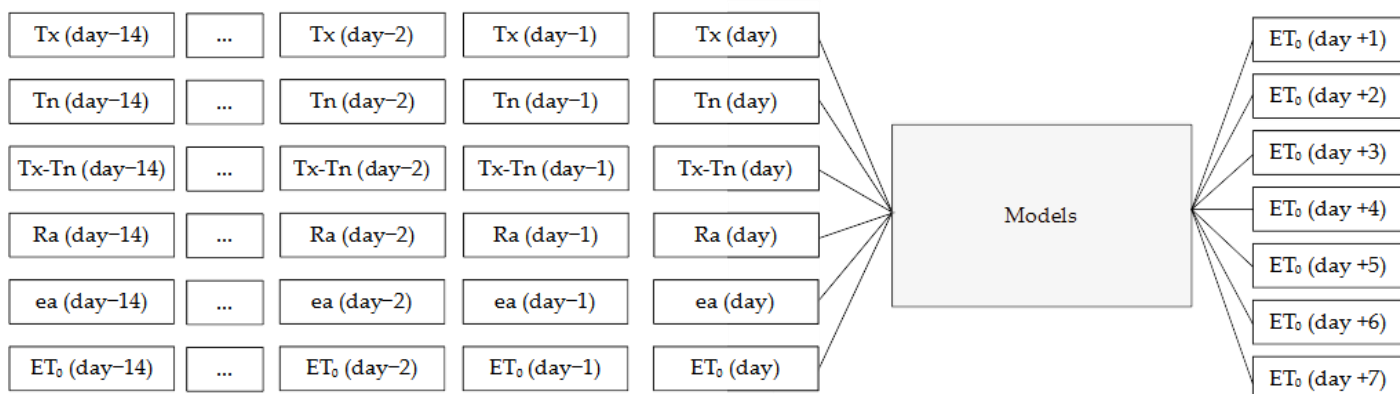 Tx (day−14) ... Tx (day−2) Tx (day−1) Tx (day)
Tn (day−14) ... Tn (day−2) Tn (day−1) Tn (day)
Tx-Tn (day−14) ... Tx-Tn (day−2) Tx-Tn (day−1) Tx-Tn (day)
Ra (day−14) ... Ra (day−2) Ra (day−1) Ra (day)
ea (day−14) ... ea (day−2) ea (day−1) ea (day)
ET₀ (day−14) ... ET₀ (day−2) ET₀ (day−1) ET₀ (day)
Models
ET₀ (day +1)
ET₀ (day +2)
ET₀ (day +3)
ET₀ (day +4)
ET₀ (day +5)
ET₀ (day +6)
ET₀ (day +7)